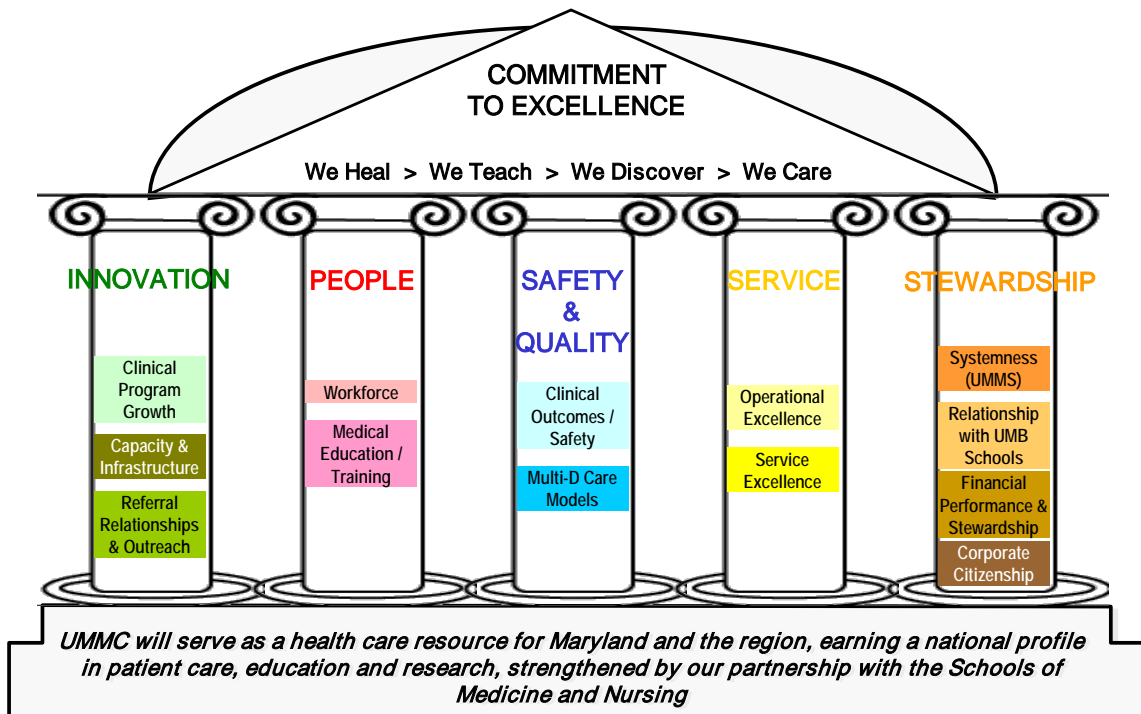 COMMITMENT
TO EXCELLENCE
We Heal > We Teach > We Discover > We Care
INNOVATION
Clinical
Program
Growth
Capacity &
Infrastructure
Referral
Relationships
& Outreach
PEOPLE
Workforce
Medical
Education /
Training
SAFETY
&
QUALITY
Clinical
Outcomes /
Safety
Multi-D Care
Models
SERVICE
Operational
Excellence
Service
Excellence
STEWARDSHIP
Systemness
(UMMS)
Relationship
with UMB
Schools
Financial
Performance &
Stewardship
Corporate
Citizenship
UMMC will serve as a health care resource for Maryland and the region, earning a national profile
in patient care, education and research, strengthened by our partnership with the Schools of
Medicine and Nursing